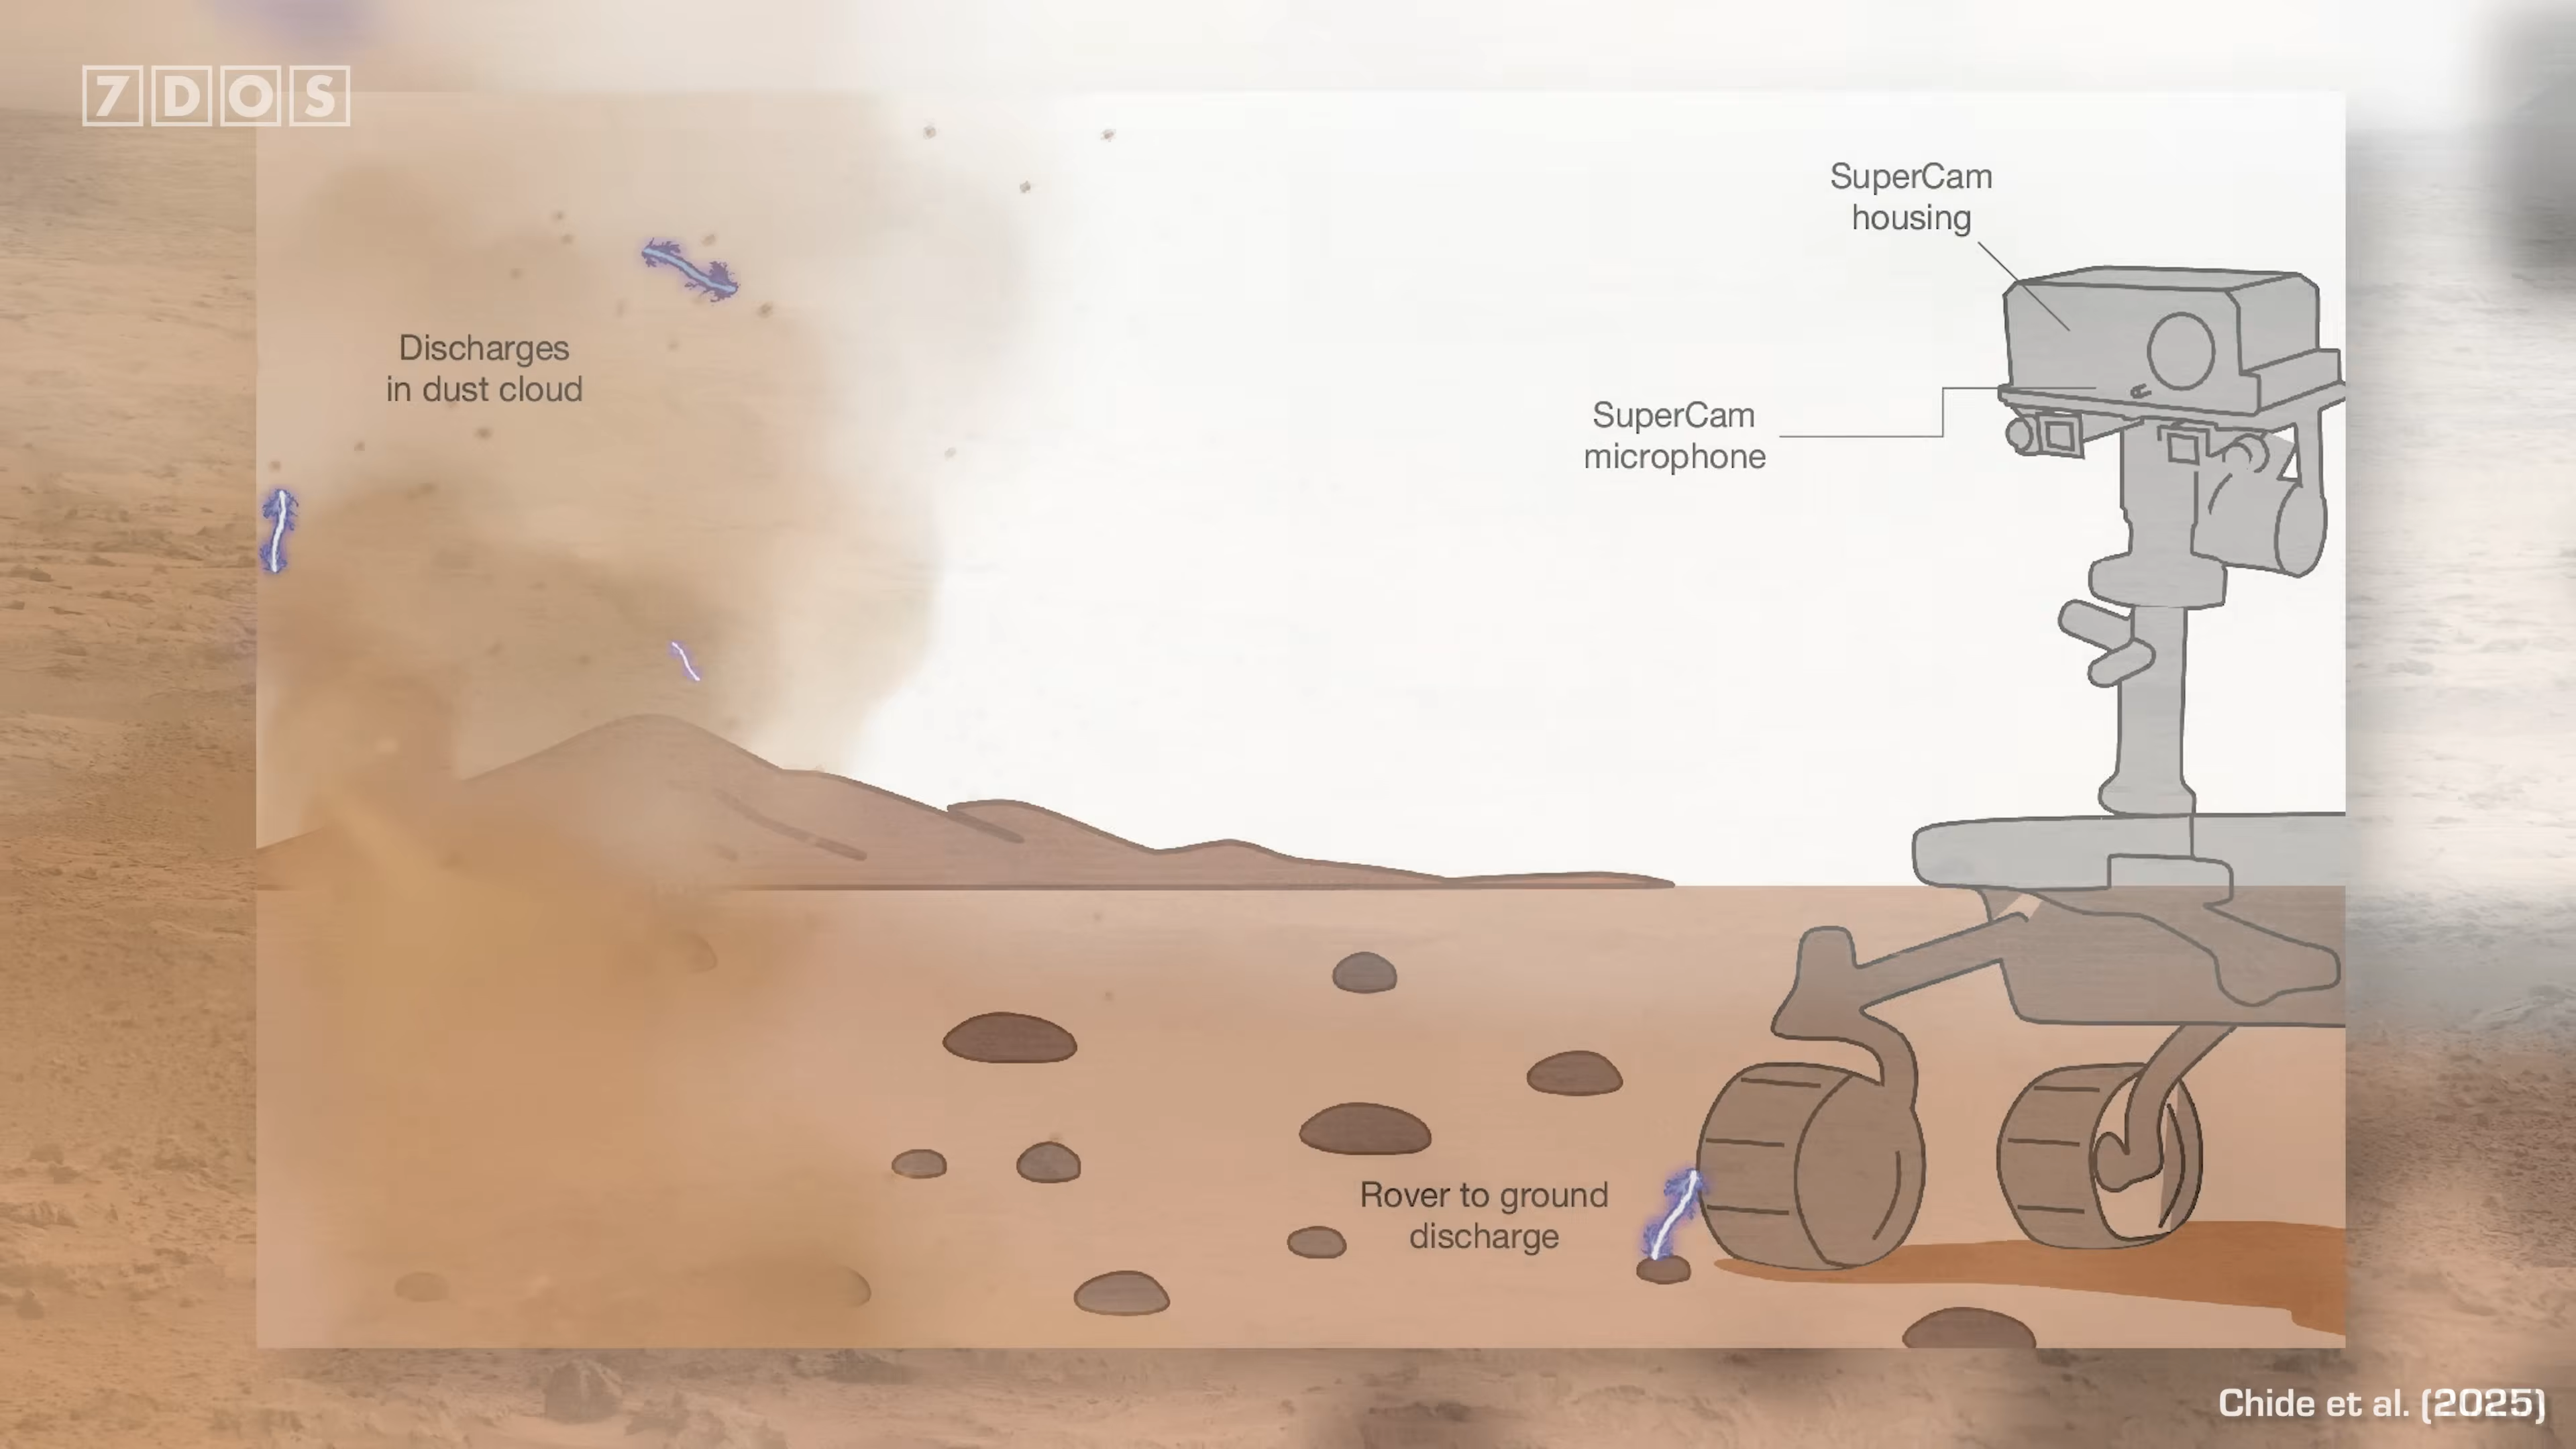 7DOS
SuperCam
housing
Discharges
in dust cloud
SuperCam
microphone
Rover to ground
discharge
Chide et al. (2025)